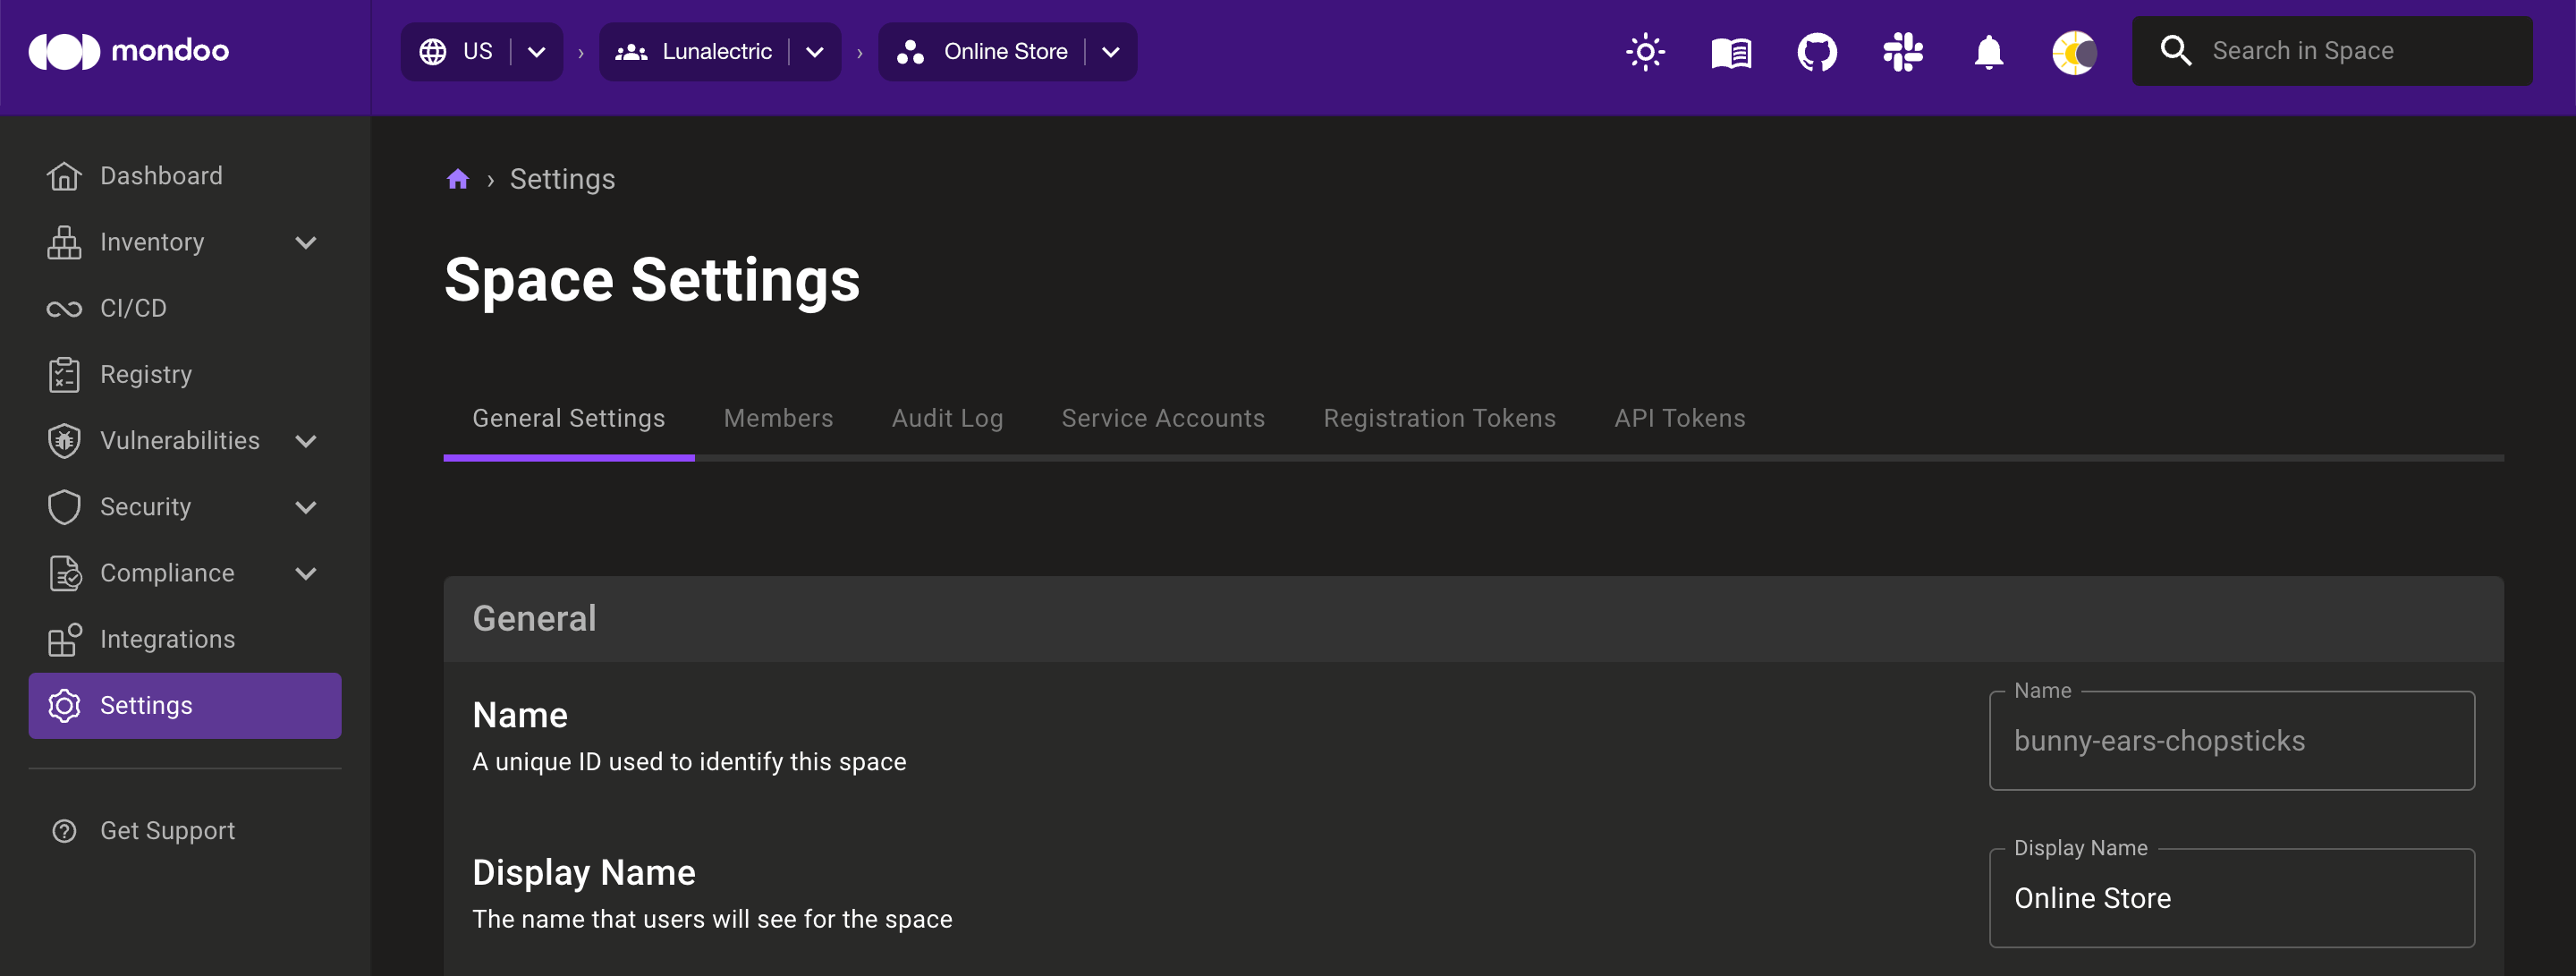 mondoo
US › Lunalectric › Online Store
Search in Space
Dashboard
Inventory
CI/CD
Registry
Vulnerabilities
Security
Compliance
Integrations
Settings
Get Support
› Settings
Space Settings
General Settings Members Audit Log Service Accounts Registration Tokens API Tokens
General
Name
A unique ID used to identify this space
Name
bunny-ears-chopsticks
Display Name
The name that users will see for the space
Display Name
Online Store